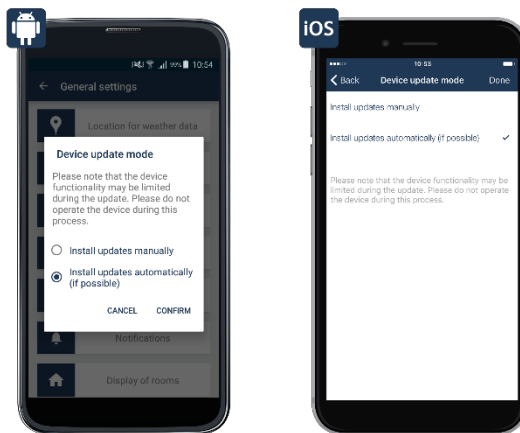 99% 10:54
General settings
Location for weather data
Device update mode
Please note that the device
functionality may be limited
during the update. Please do not
operate the device during this
process.
Install updates manually
Install updates automatically
(if possible)
CANCEL CONFIRM
Notifications
Display of rooms
iOS
10:53
Back Device update mode Done
Install updates manually
Install updates automatically (if possible)
Please note that the device functionality may be
limited during the update. Please do not operate
the device during this process.